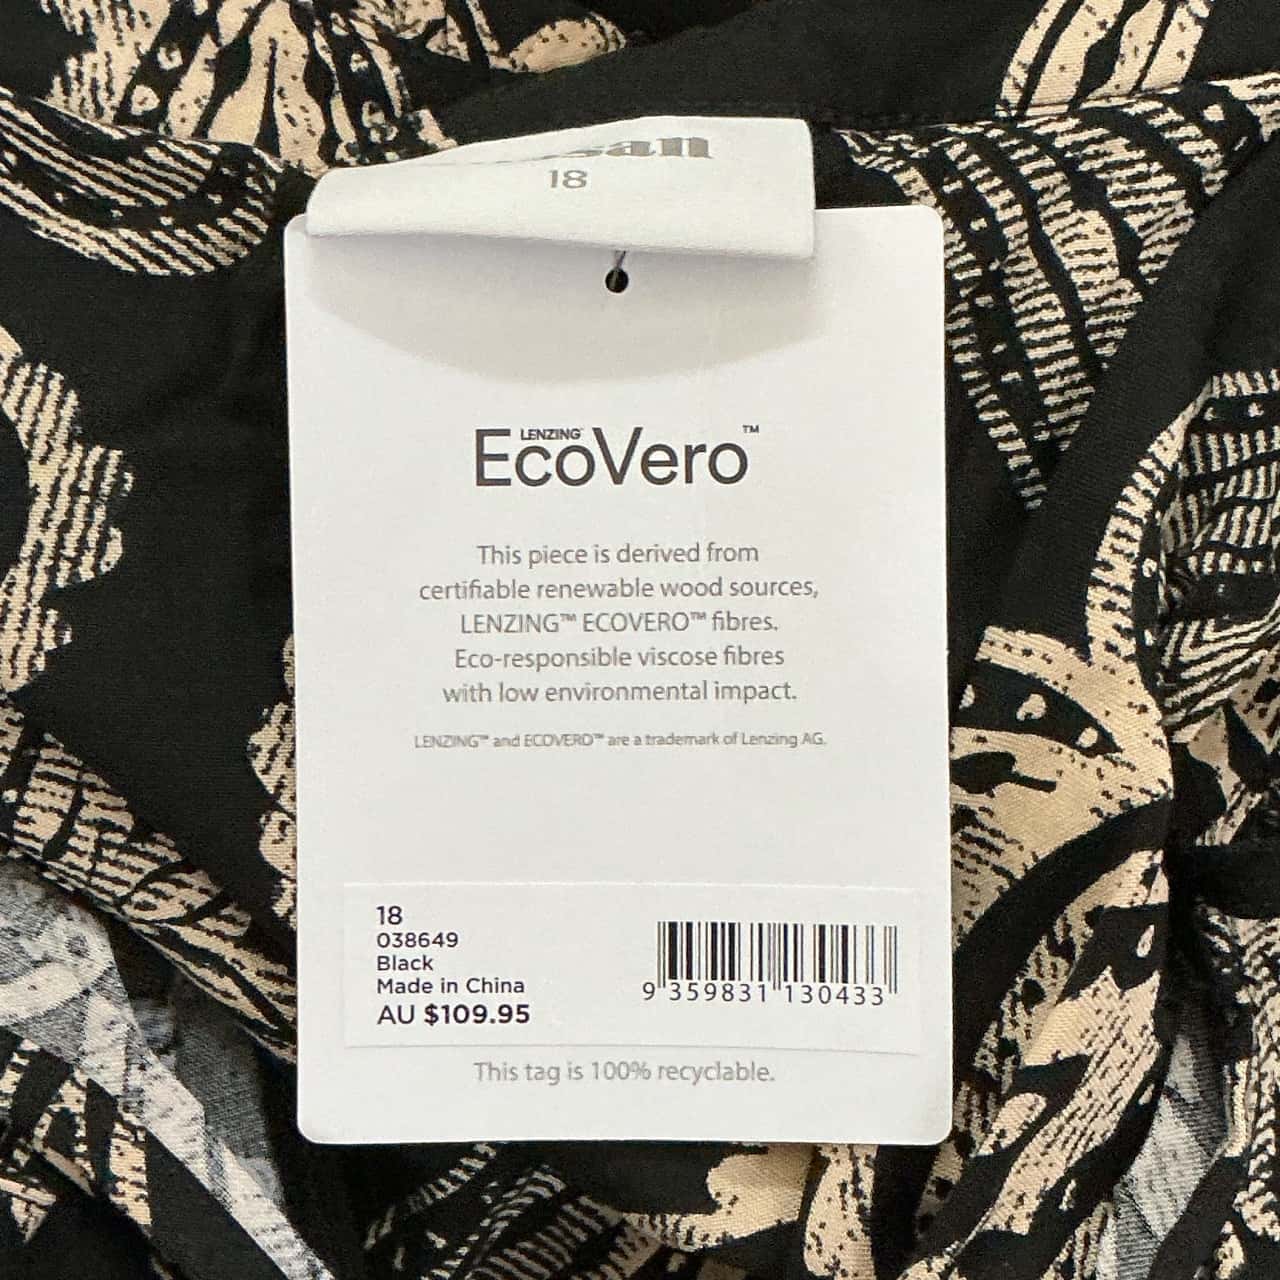 18
LENZING™
EcoVero™
This piece is derived from
certifiable renewable wood sources,
LENZING™ ECOVERO™ fibres.
Eco-responsible viscose fibres
with low environmental impact.
LENZING™ and ECOVERO™ are a trademark of Lenzing AG.
18
038649
Black
Made in China
AU $109.95
9 359831 130433
This tag is 100% recyclable.